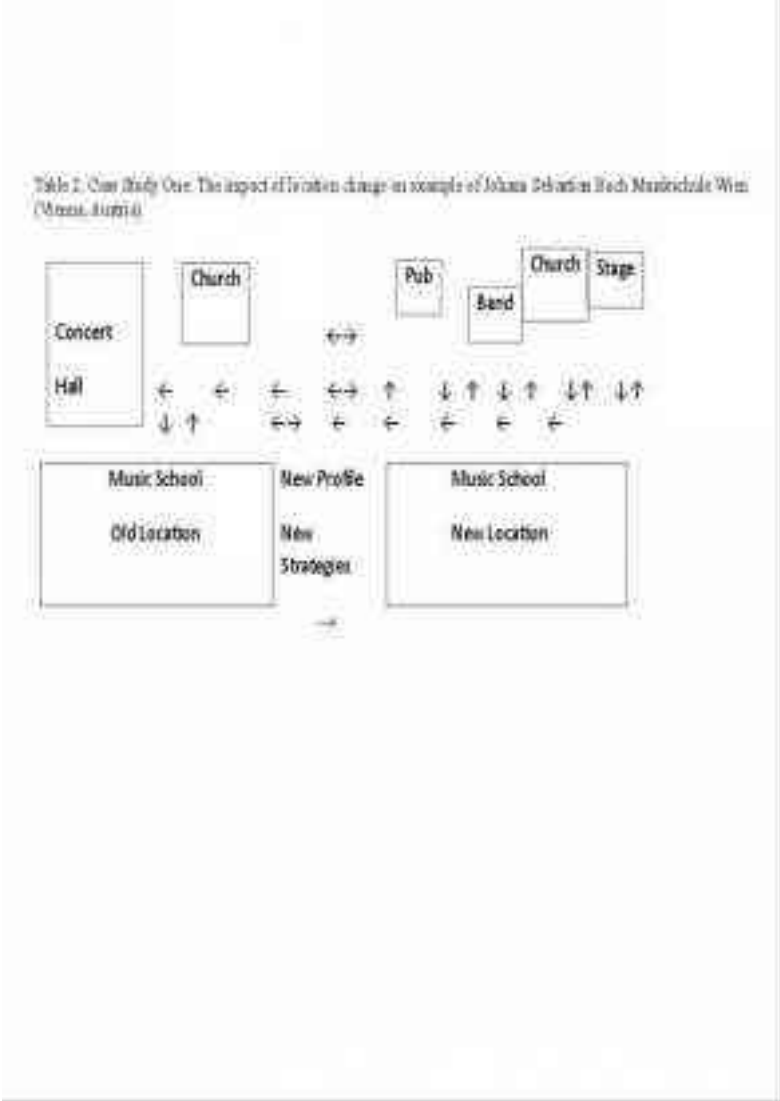 Table 2. Case Study One: The impact of location change on example of Johann Sebastian Bach Musikschule Wien
(Vienna, Austria)
Church Pub Church Stage
Band
Concert
←→
Hall ← ← ← ←→ ↑ ↓ ↑ ↓ ↑ ↓↑ ↓↑
↓ ↑ ←→ ← ← ← ← ←
Music School New Profile Music School
Old Location New New Location
Strategies
→